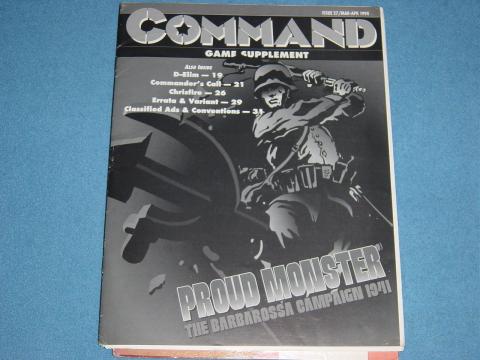 ISSUE 27/MAR-APR 1994
COMMAND
GAME SUPPLEMENT
ALSO INSIDE
D-Elim — 19
Commander's Call — 21
Chrisfire — 26
Errata & Variant — 29
Classified Ads & Conventions — 31
PROUD MONSTER
THE BARBAROSSA CAMPAIGN 1941